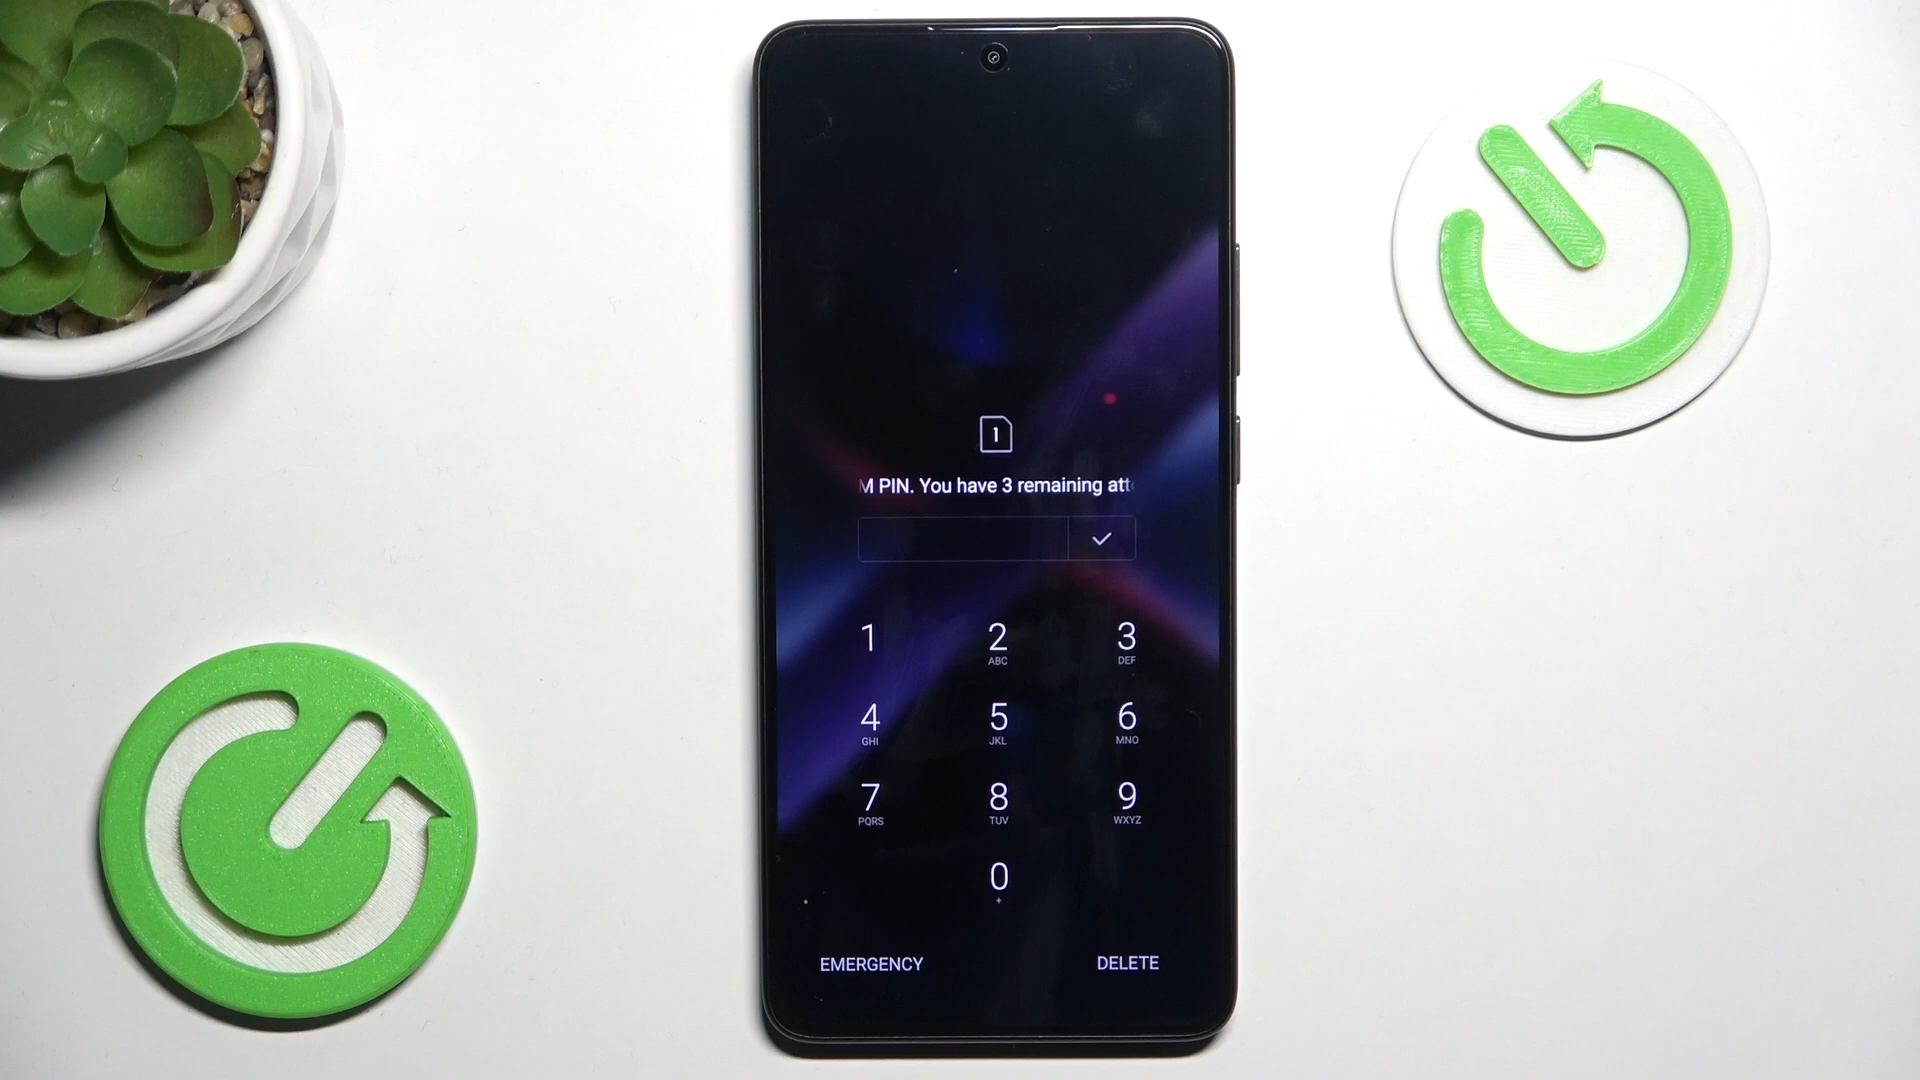 1
M PIN. You have 3 remaining att
1 2 3
ABC DEF
4 5 6
GHI JKL MNO
7 8 9
PQRS TUV WXYZ
0
+
EMERGENCY DELETE